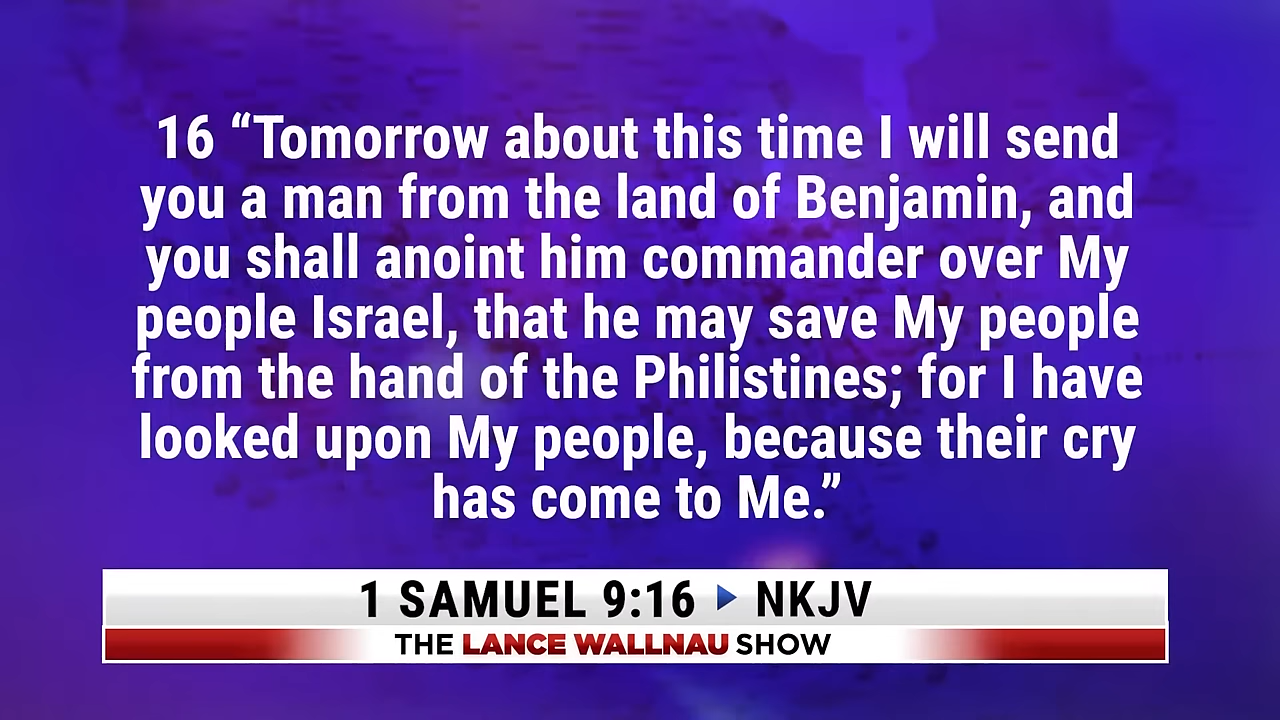 16 “Tomorrow about this time I will send
you a man from the land of Benjamin, and
you shall anoint him commander over My
people Israel, that he may save My people
from the hand of the Philistines; for I have
looked upon My people, because their cry
has come to Me.”
1 SAMUEL 9:16 ▶ NKJV
THE LANCE WALLNAU SHOW